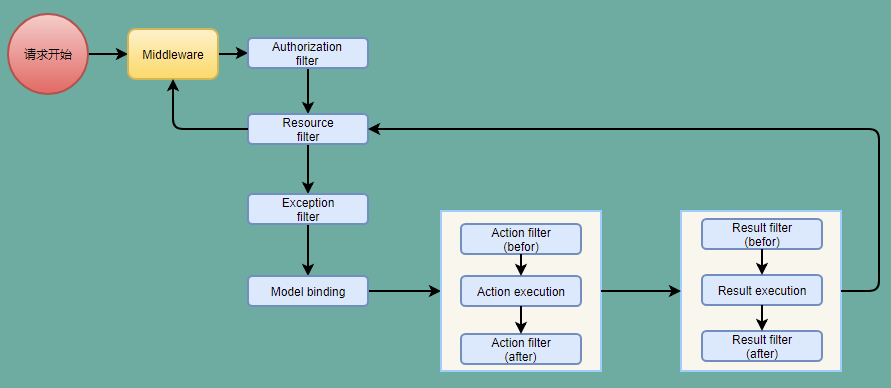 请求开始
Middleware
Authorization
filter
Resource
filter
Exception
filter
Model binding
Action filter
(befor)
Action execution
Action filter
(after)
Result filter
(befor)
Result execution
Result filter
(after)